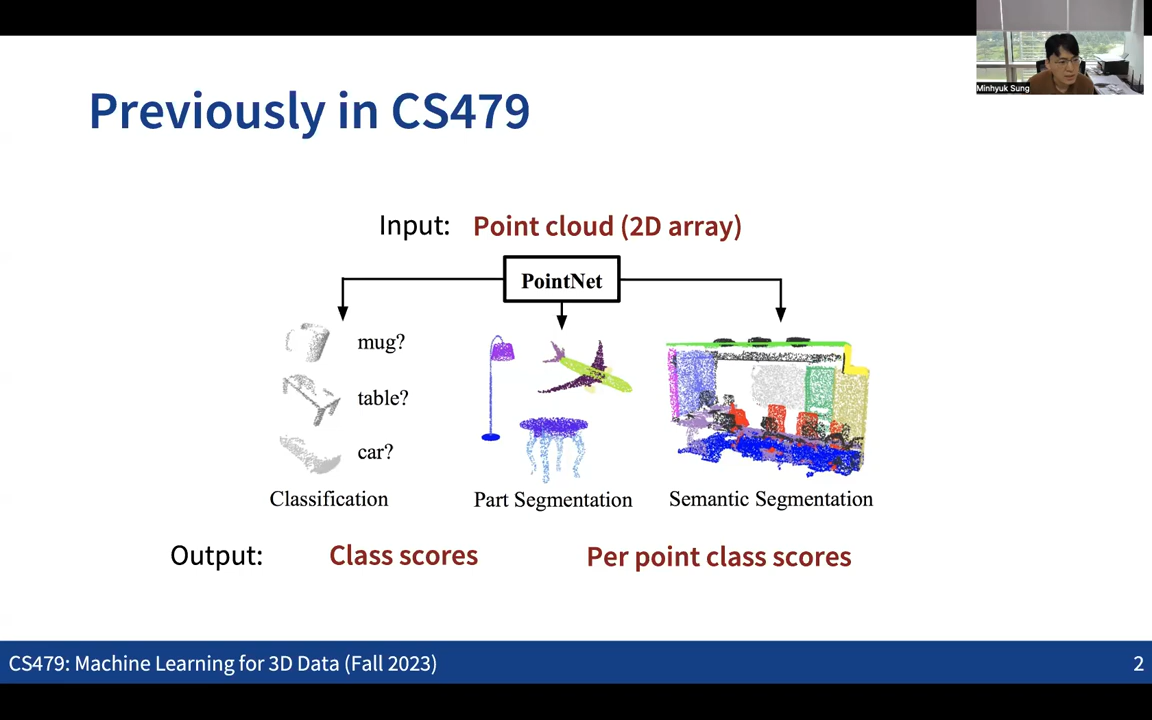 Minhyuk Sung
Previously in CS479
Input: Point cloud (2D array)
PointNet
mug?
table?
car?
Classification
Part Segmentation
Semantic Segmentation
Output: Class scores Per point class scores
CS479: Machine Learning for 3D Data (Fall 2023) 2